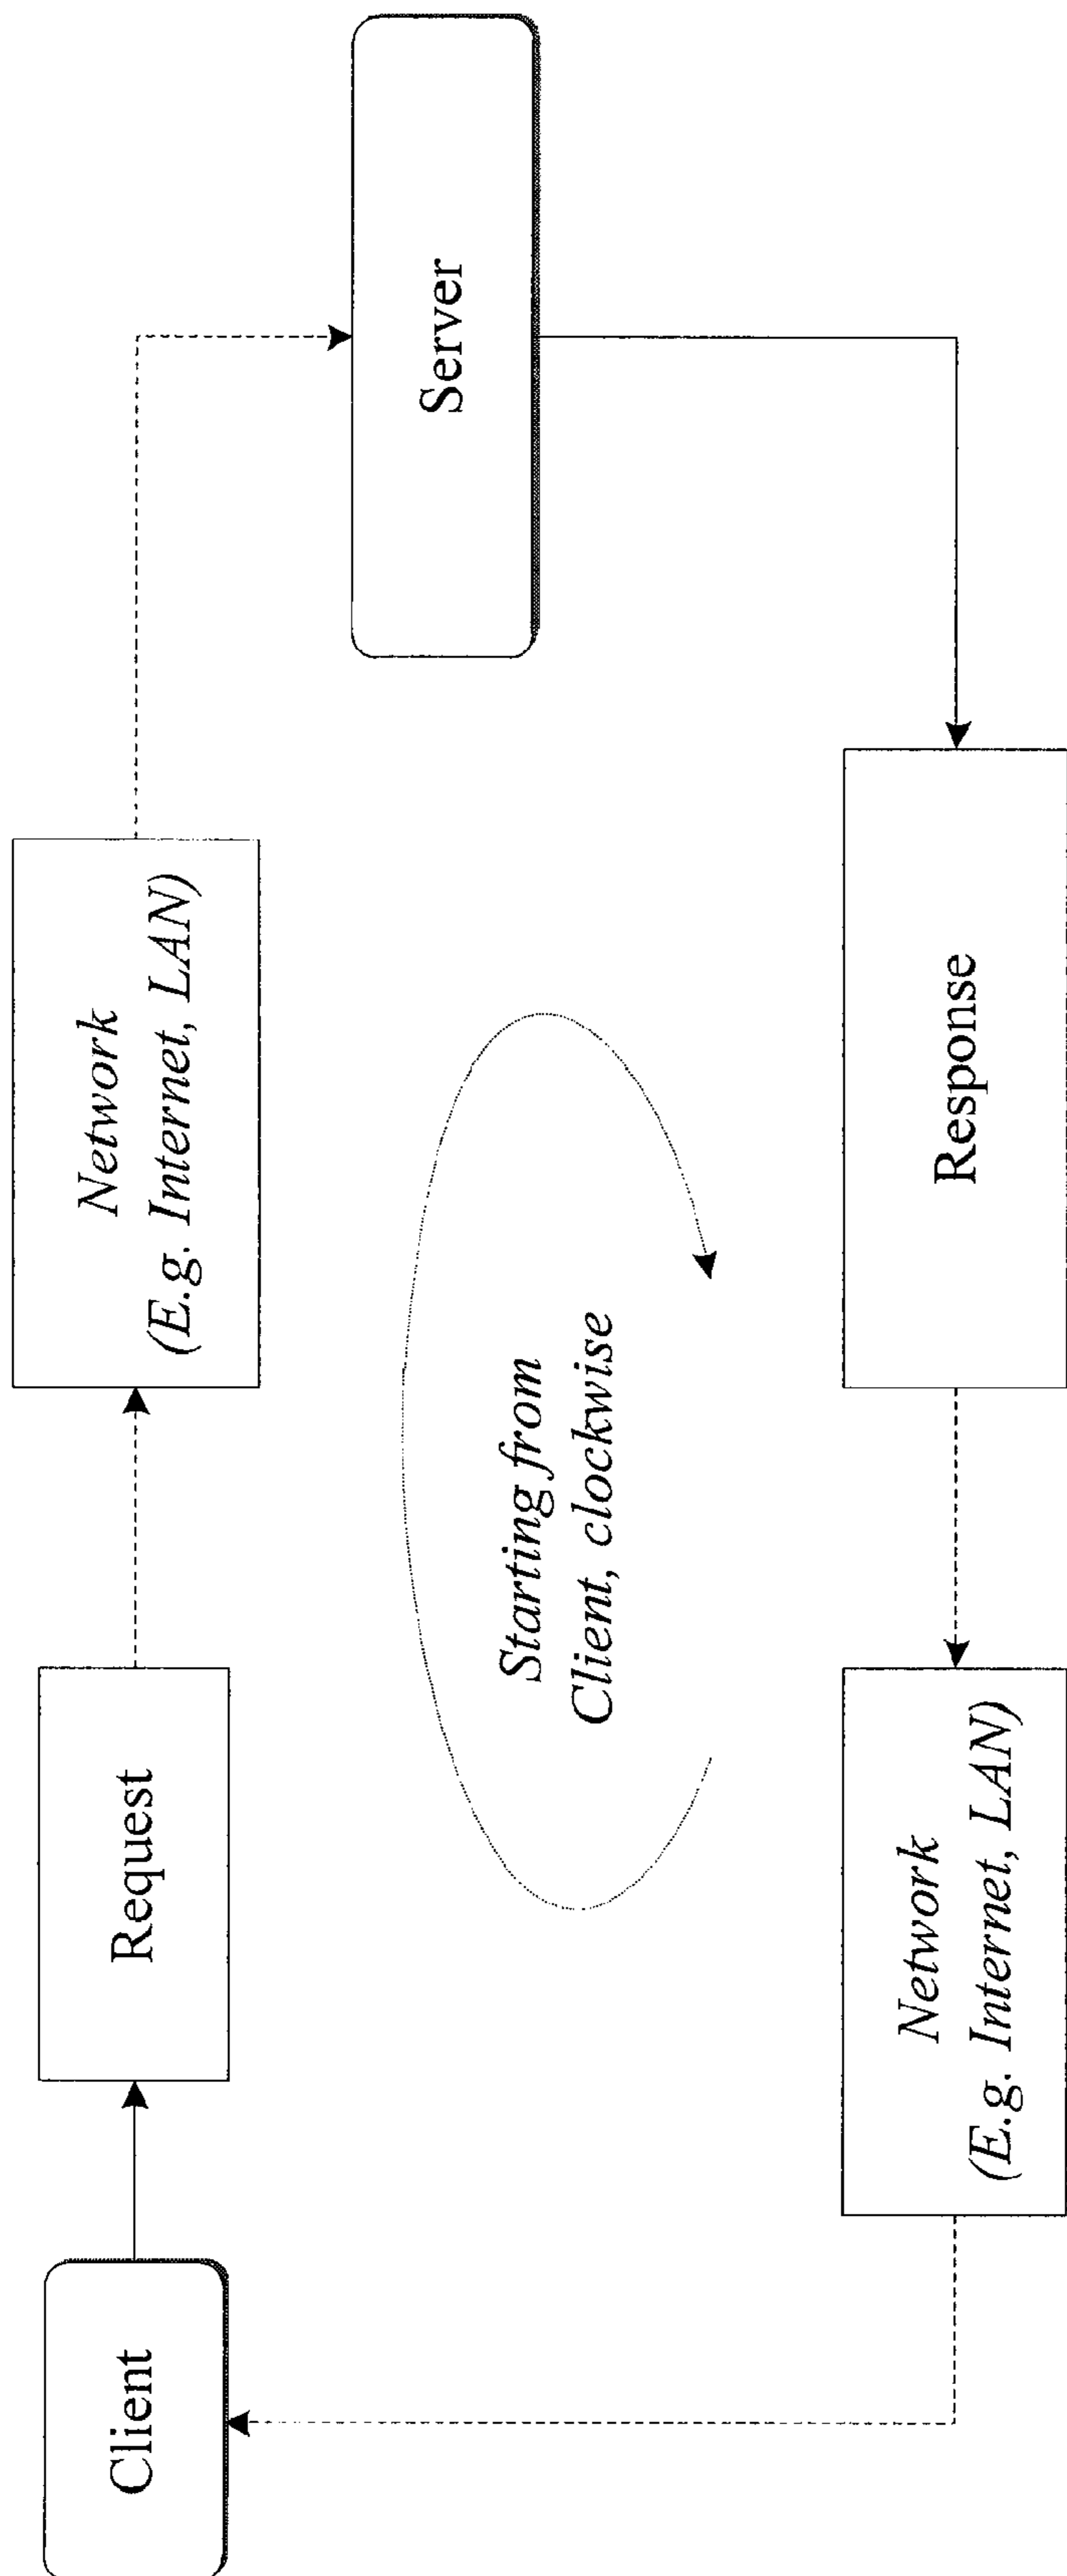 Client
Request
Network
(E.g. Internet, LAN)
Server
Starting from
Client, clockwise
Response
Network
(E.g. Internet, LAN)